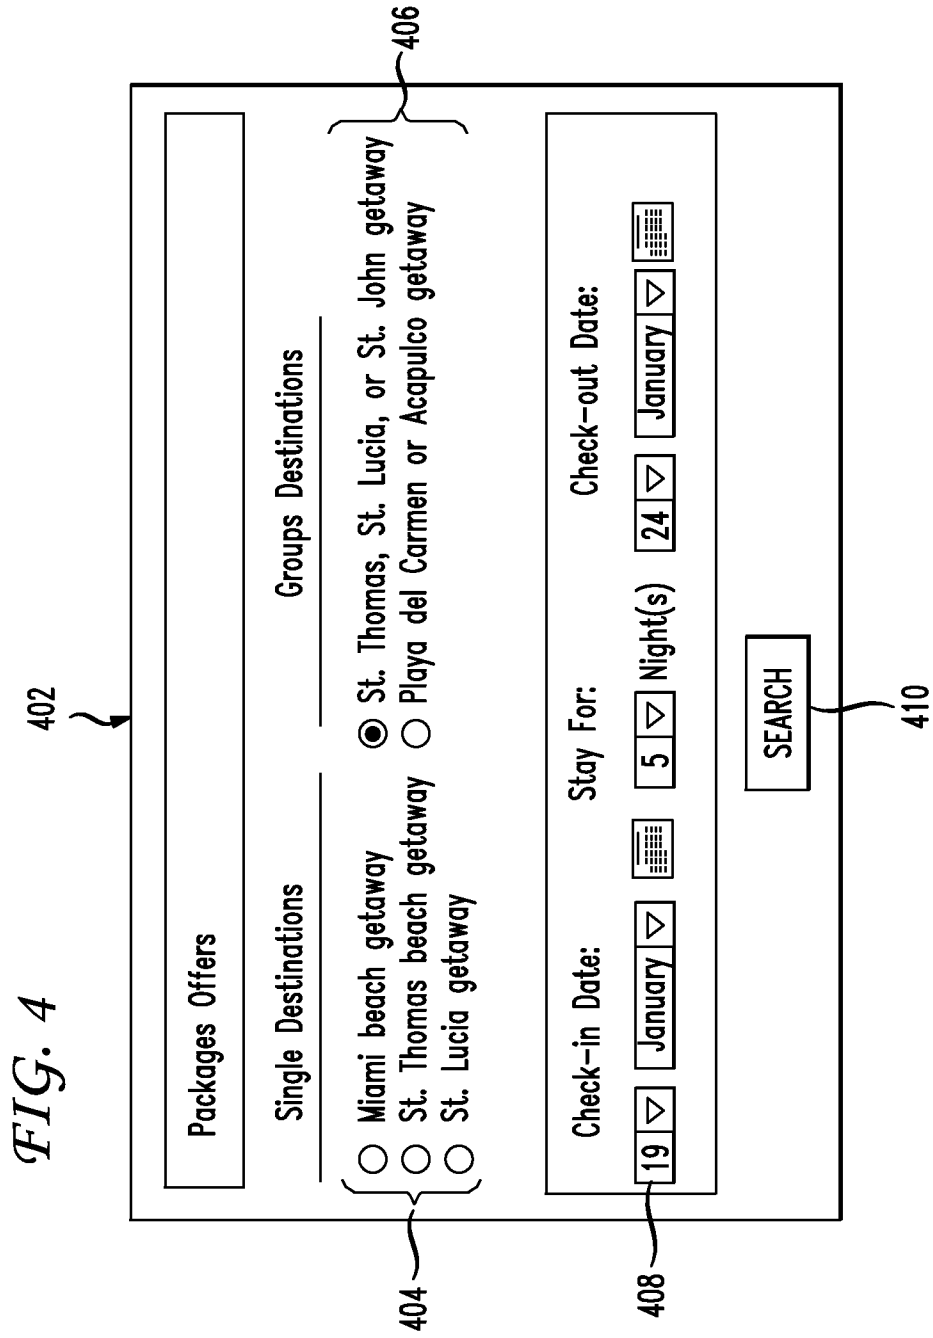 FIG. 4
402
Packages Offers
Single Destinations
Groups Destinations
404
Miami beach getaway
St. Thomas beach getaway
St. Lucia getaway
St. Thomas, St. Lucia, or St. John getaway
Playa del Carmen or Acapulco getaway
406
Check-in Date:
Stay For:
Check-out Date:
408
19 January 5 Night(s) 24 January
SEARCH
410